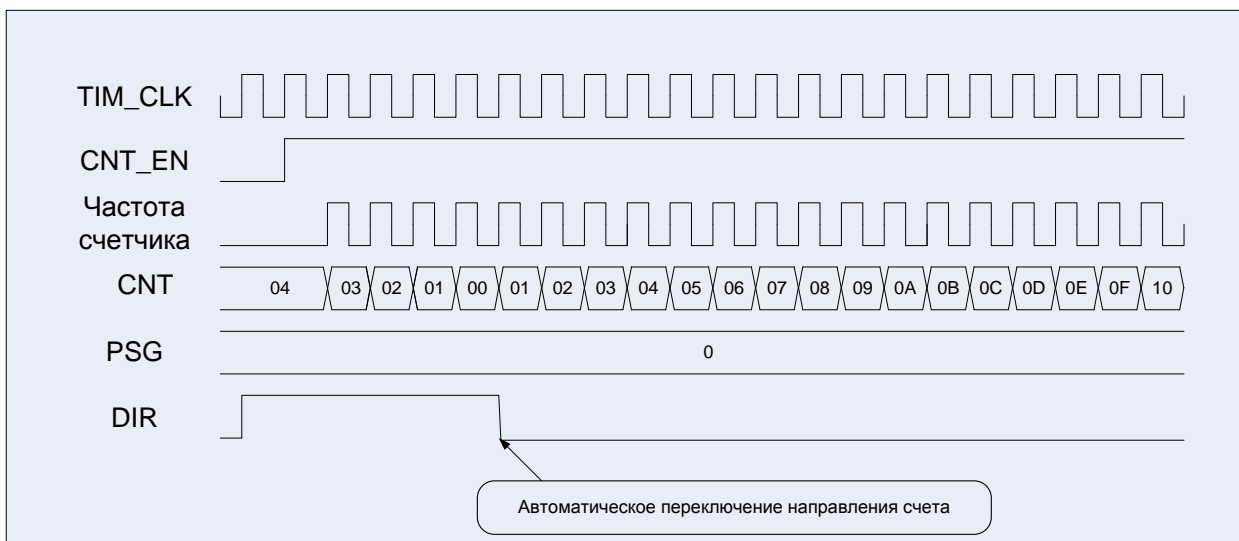 TIM_CLK
CNT_EN
Частота
счетчика
CNT 04 03 02 01 00 01 02 03 04 05 06 07 08 09 0A 0B 0C 0D 0E 0F 10
PSG 0
DIR
Автоматическое переключение направления счета